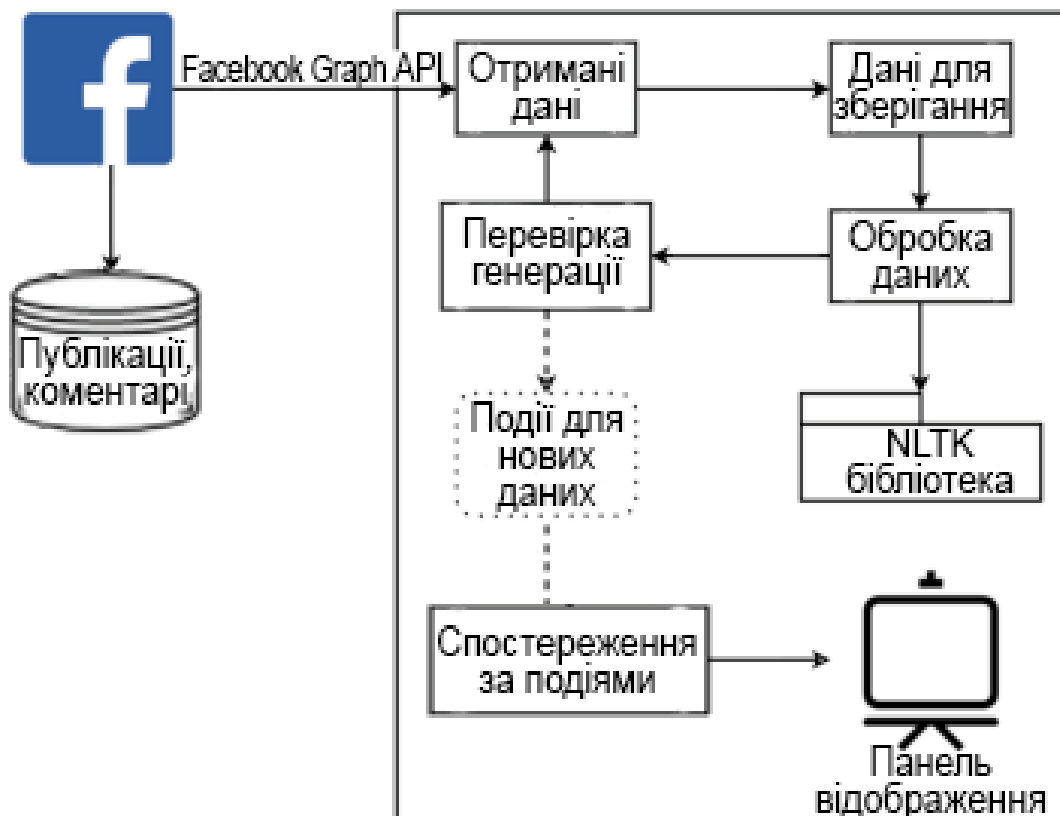 Facebook Graph API
Отримані
дані
Дані для
зберігання
Перевірка
генерації
Обробка
даних
Публікації,
коментарі
Події для
нових
даних
NLTK
бібліотека
Спостереження
за подіями
Панель
відображення